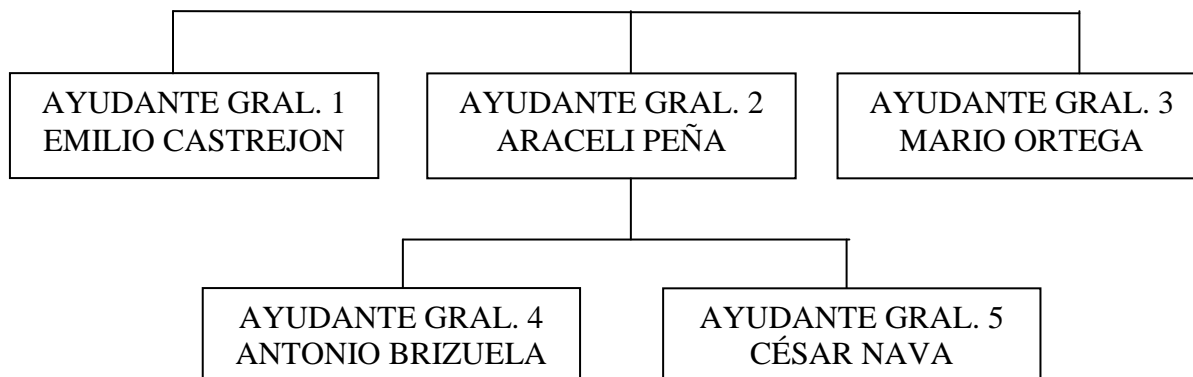 AYUDANTE GRAL. 1
EMILIO CASTREJON
AYUDANTE GRAL. 2
ARACELI PEÑA
AYUDANTE GRAL. 3
MARIO ORTEGA
AYUDANTE GRAL. 4
ANTONIO BRIZUELA
AYUDANTE GRAL. 5
CÉSAR NAVA